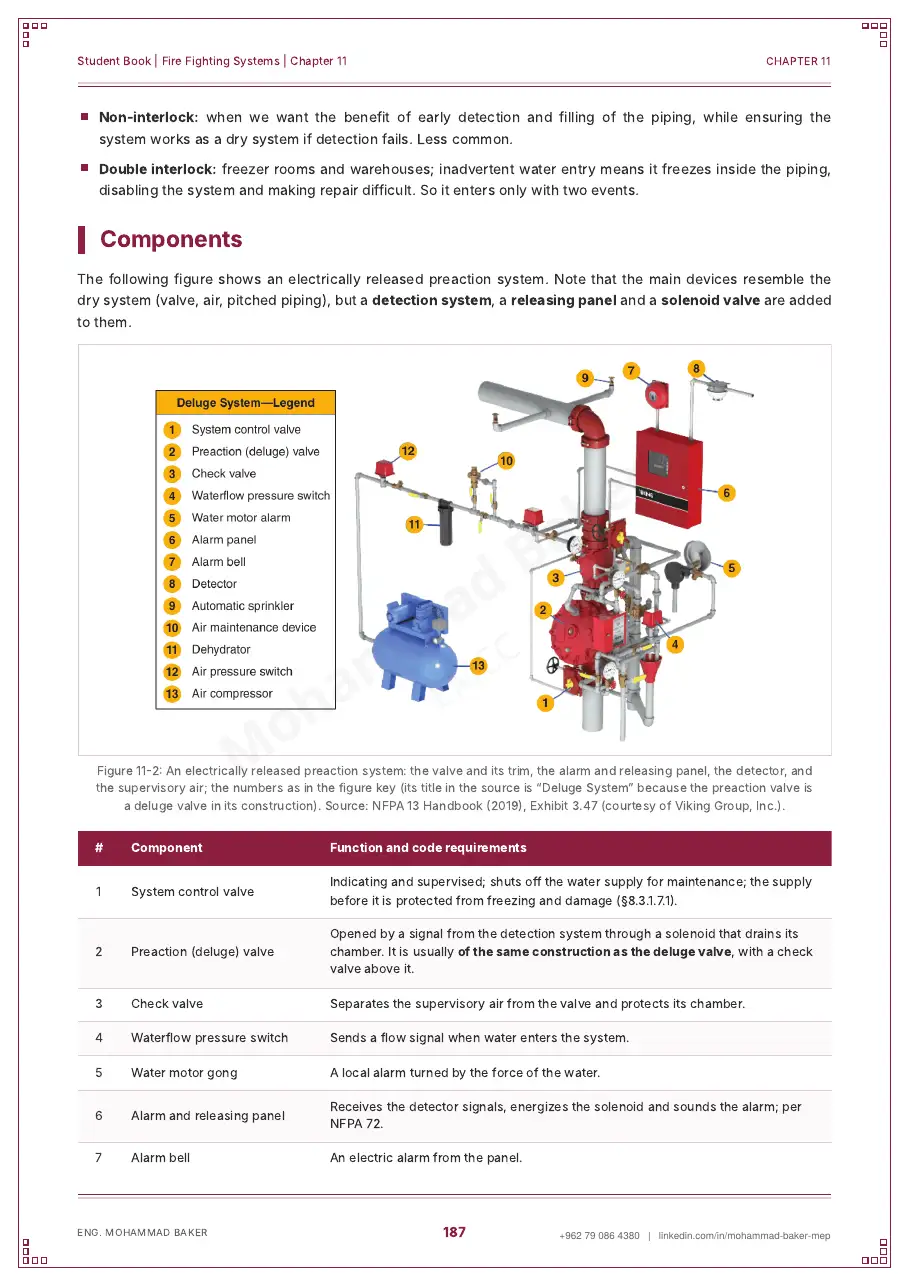 Student Book | Fire Fighting Systems | Chapter 11
CHAPTER 11
Non-interlock: when we want the benefit of early detection and filling of the piping, while ensuring the
system works as a dry system if detection fails. Less common.
Double interlock: freezer rooms and warehouses; inadvertent water entry means it freezes inside the piping,
disabling the system and making repair difficult. So it enters only with two events.
Components
The following figure shows an electrically released preaction system. Note that the main devices resemble the
dry system (valve, air, pitched piping), but a detection system, a releasing panel and a solenoid valve are added
to them.
Deluge System—Legend
1 System control valve
2 Preaction (deluge) valve
3 Check valve
4 Waterflow pressure switch
5 Water motor alarm
6 Alarm panel
7 Alarm bell
8 Detector
9 Automatic sprinkler
10 Air maintenance device
11 Dehydrator
12 Air pressure switch
13 Air compressor
9
7
8
12
10
6
11
3
5
2
4
13
1
VIKING
Mohammad Baker
Figure 11-2: An electrically released preaction system: the valve and its trim, the alarm and releasing panel, the detector, and
the supervisory air; the numbers as in the figure key (its title in the source is “Deluge System” because the preaction valve is
a deluge valve in its construction). Source: NFPA 13 Handbook (2019), Exhibit 3.47 (courtesy of Viking Group, Inc.).
# Component Function and code requirements
1 System control valve Indicating and supervised; shuts off the water supply for maintenance; the supply
before it is protected from freezing and damage (§8.3.1.7.1).
2 Preaction (deluge) valve Opened by a signal from the detection system through a solenoid that drains its
chamber. It is usually of the same construction as the deluge valve, with a check
valve above it.
3 Check valve Separates the supervisory air from the valve and protects its chamber.
4 Waterflow pressure switch Sends a flow signal when water enters the system.
5 Water motor gong A local alarm turned by the force of the water.
6 Alarm and releasing panel Receives the detector signals, energizes the solenoid and sounds the alarm; per
NFPA 72.
7 Alarm bell An electric alarm from the panel.
ENG. MOHAMMAD BAKER
187
+962 79 086 4380 | linkedin.com/in/mohammad-baker-mep